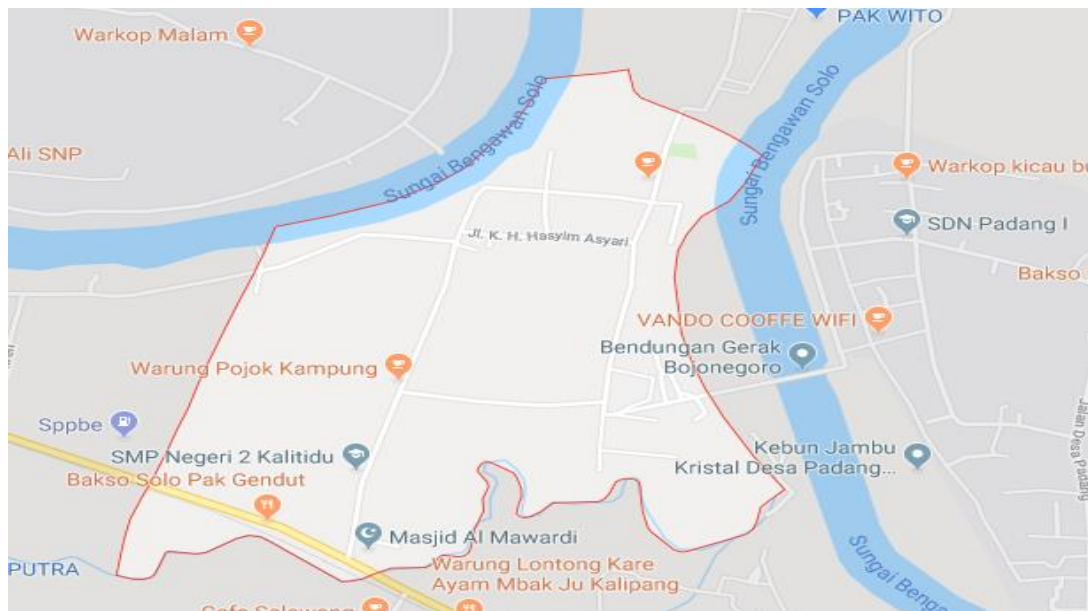 PAK WITO
Warkop Malam
Sungai Bengawan Solo
Sungai Bengawan Solo
Ali SNP
Warkop kicau bu
SDN Padang I
Jl. K. H. Hasyim Asyari
Bakso
VANDO COOFFE WIFI
Bendungan Gerak
Bojonegoro
Warung Pojok Kampung
Jalan Desa Padang
Sppbe
SMP Negeri 2 Kalitidu
Kebun Jambu
Kristal Desa Padang...
Bakso Solo Pak Gendut
Masjid Al Mawardi
Sungai Beng
PUTRA
Warung Lontong Kare
Ayam Mbak Ju Kalipang